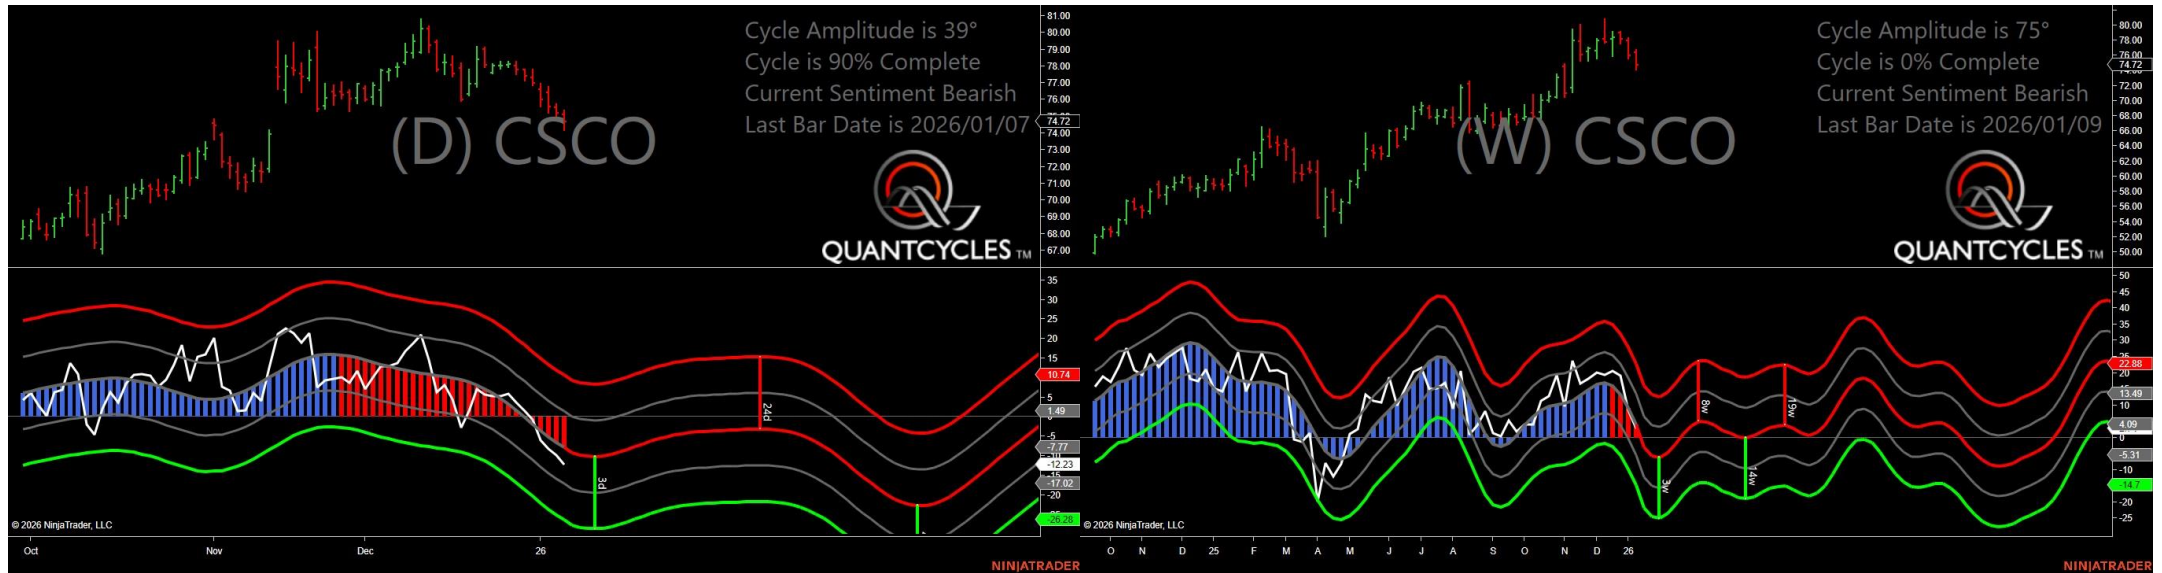 Cycle Amplitude is 39°
Cycle is 90% Complete
Current Sentiment Bearish
Last Bar Date is 2026/01/07
(D) CSCO
QUANTCYCLES TM
81.00
80.00
79.00
78.00
77.00
76.00
74.72
74.00
73.00
72.00
71.00
70.00
69.00
68.00
67.00
35
30
25
20
15
10.74
5
1.49
-5
-7.77
-12.23
-17.02
-20
-26.28
24d
3d
© 2026 NinjaTrader, LLC
Oct
Nov
Dec
26
NINJATRADER
Cycle Amplitude is 75°
Cycle is 0% Complete
Current Sentiment Bearish
Last Bar Date is 2026/01/09
(W) CSCO
QUANTCYCLES TM
80.00
78.00
76.00
74.72
72.00
70.00
68.00
66.00
64.00
62.00
60.00
58.00
56.00
54.00
52.00
50.00
50
45
40
35
30
22.88
20
13.49
10
4.09
0
-5.31
-10
-14.7
-20
-25
8w
19w
3w
14w
© 2026 NinjaTrader, LLC
O
N
D
25
F
M
A
M
J
J
A
S
O
N
D
26
NINJATRADER